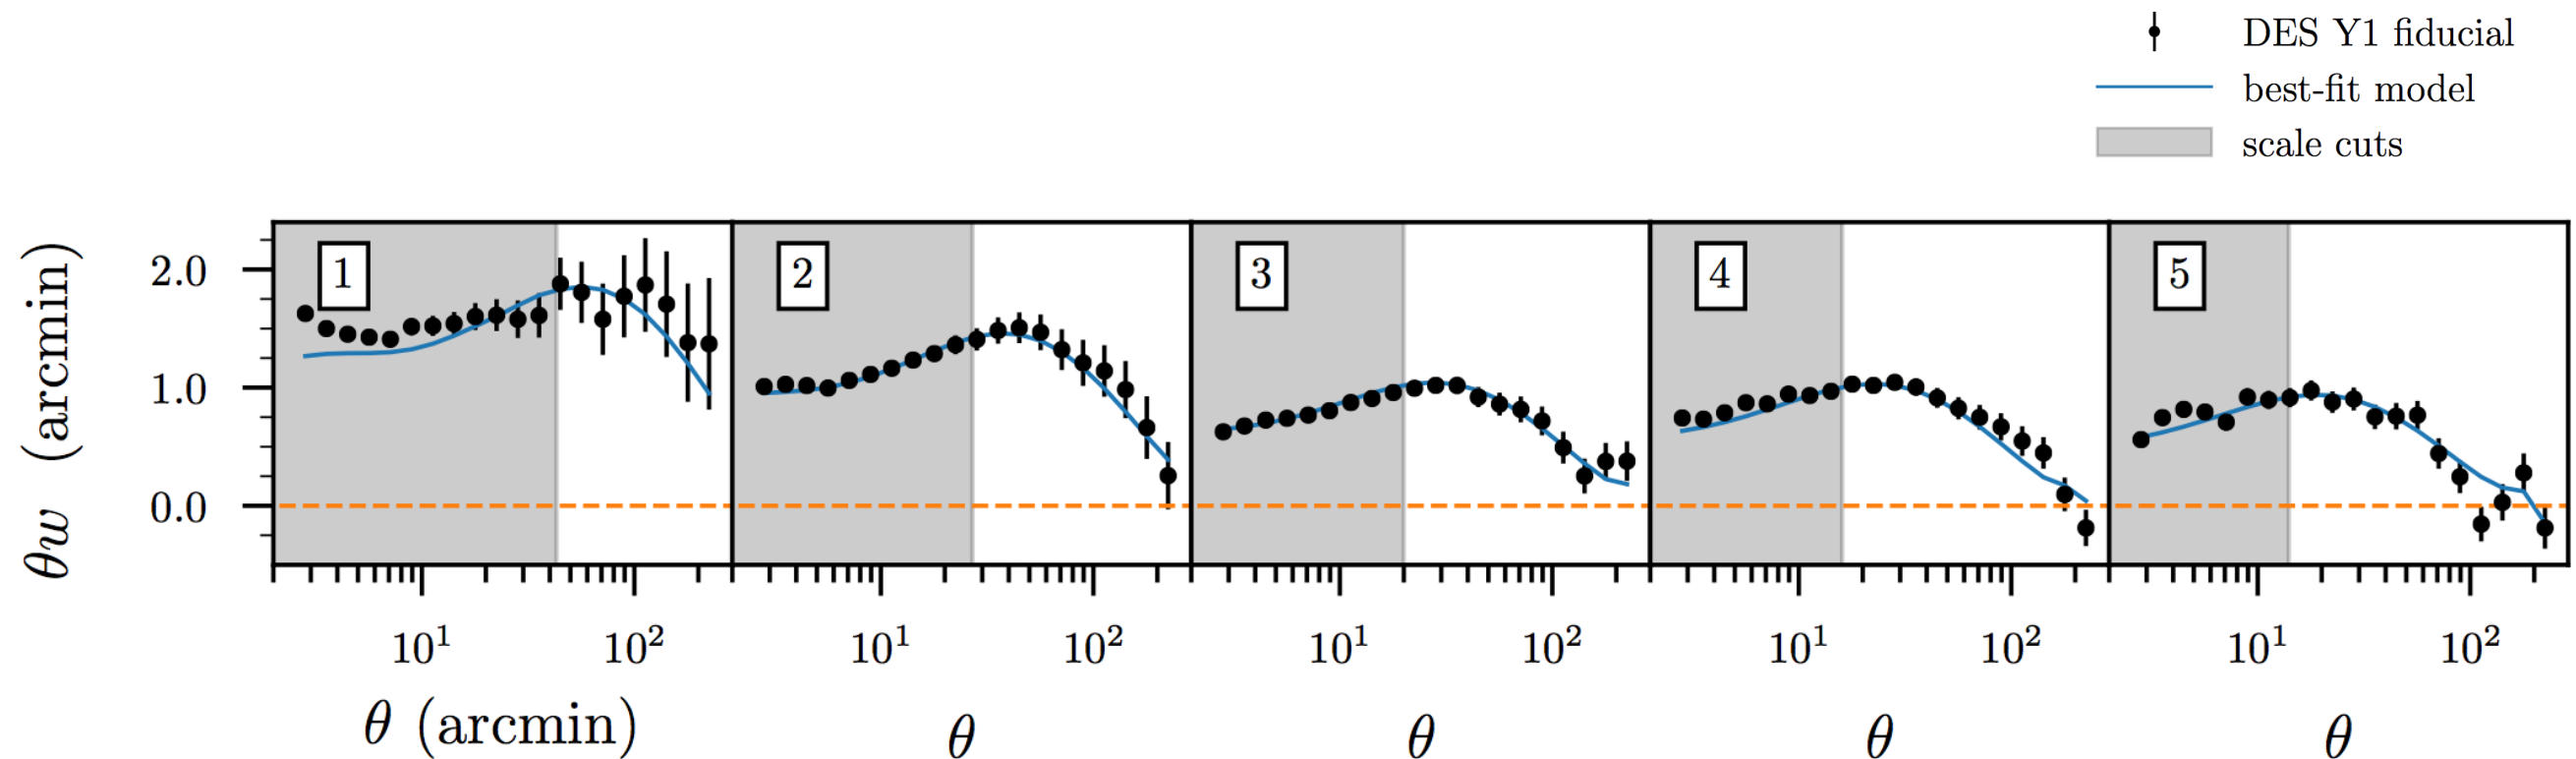 DES Y1 fiducial
best-fit model
scale cuts
θw (arcmin)
2.0
1.0
0.0
1
2
3
4
5
10¹ 10² 10¹ 10² 10¹ 10² 10¹ 10² 10¹ 10²
θ (arcmin) θ θ θ θ